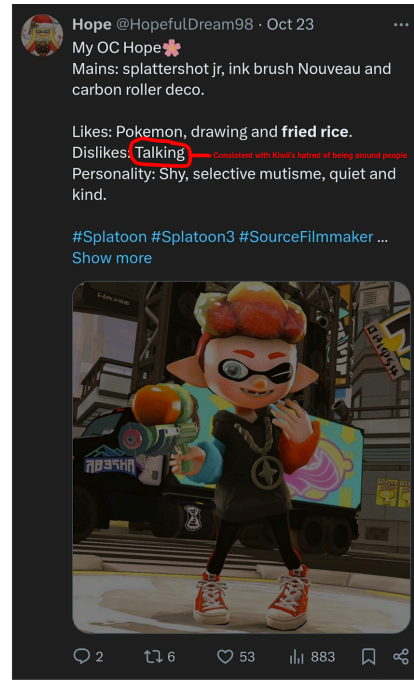 Hope @HopefulDream98 · Oct 23
My OC Hope🌸
Mains: splattershot jr, ink brush Nouveau and
carbon roller deco.
Likes: Pokemon, drawing and fried rice.
Dislikes: Talking
Consistent with Kiwii's hatred of being around people
Personality: Shy, selective mutisme, quiet and
kind.
#Splatoon #Splatoon3 #SourceFilmmaker ...
Show more
2 6 53 883